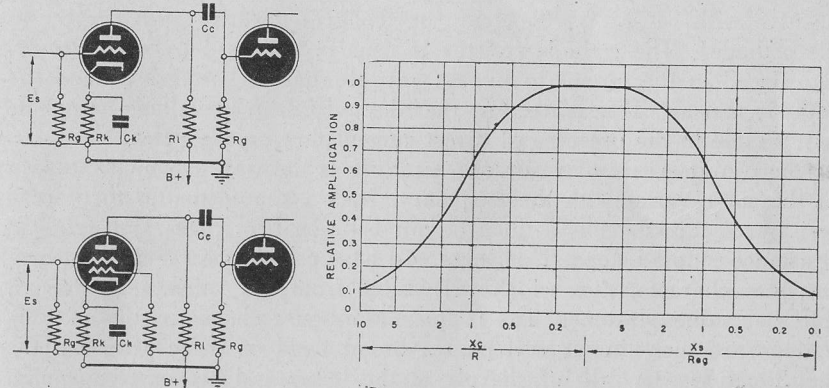 Cc
Es
Rg Rk Ck Rl Rg
B+
Cc
Es
Rg Rk Ck Rl Rg
B+
RELATIVE AMPLIFICATION
1.0
0.9
0.8
0.7
0.6
0.5
0.4
0.3
0.2
0.1
0
10 5 2 1 0.5 0.2 5 2 1 0.5 0.2 0.1
Xc
R
Xs
Req